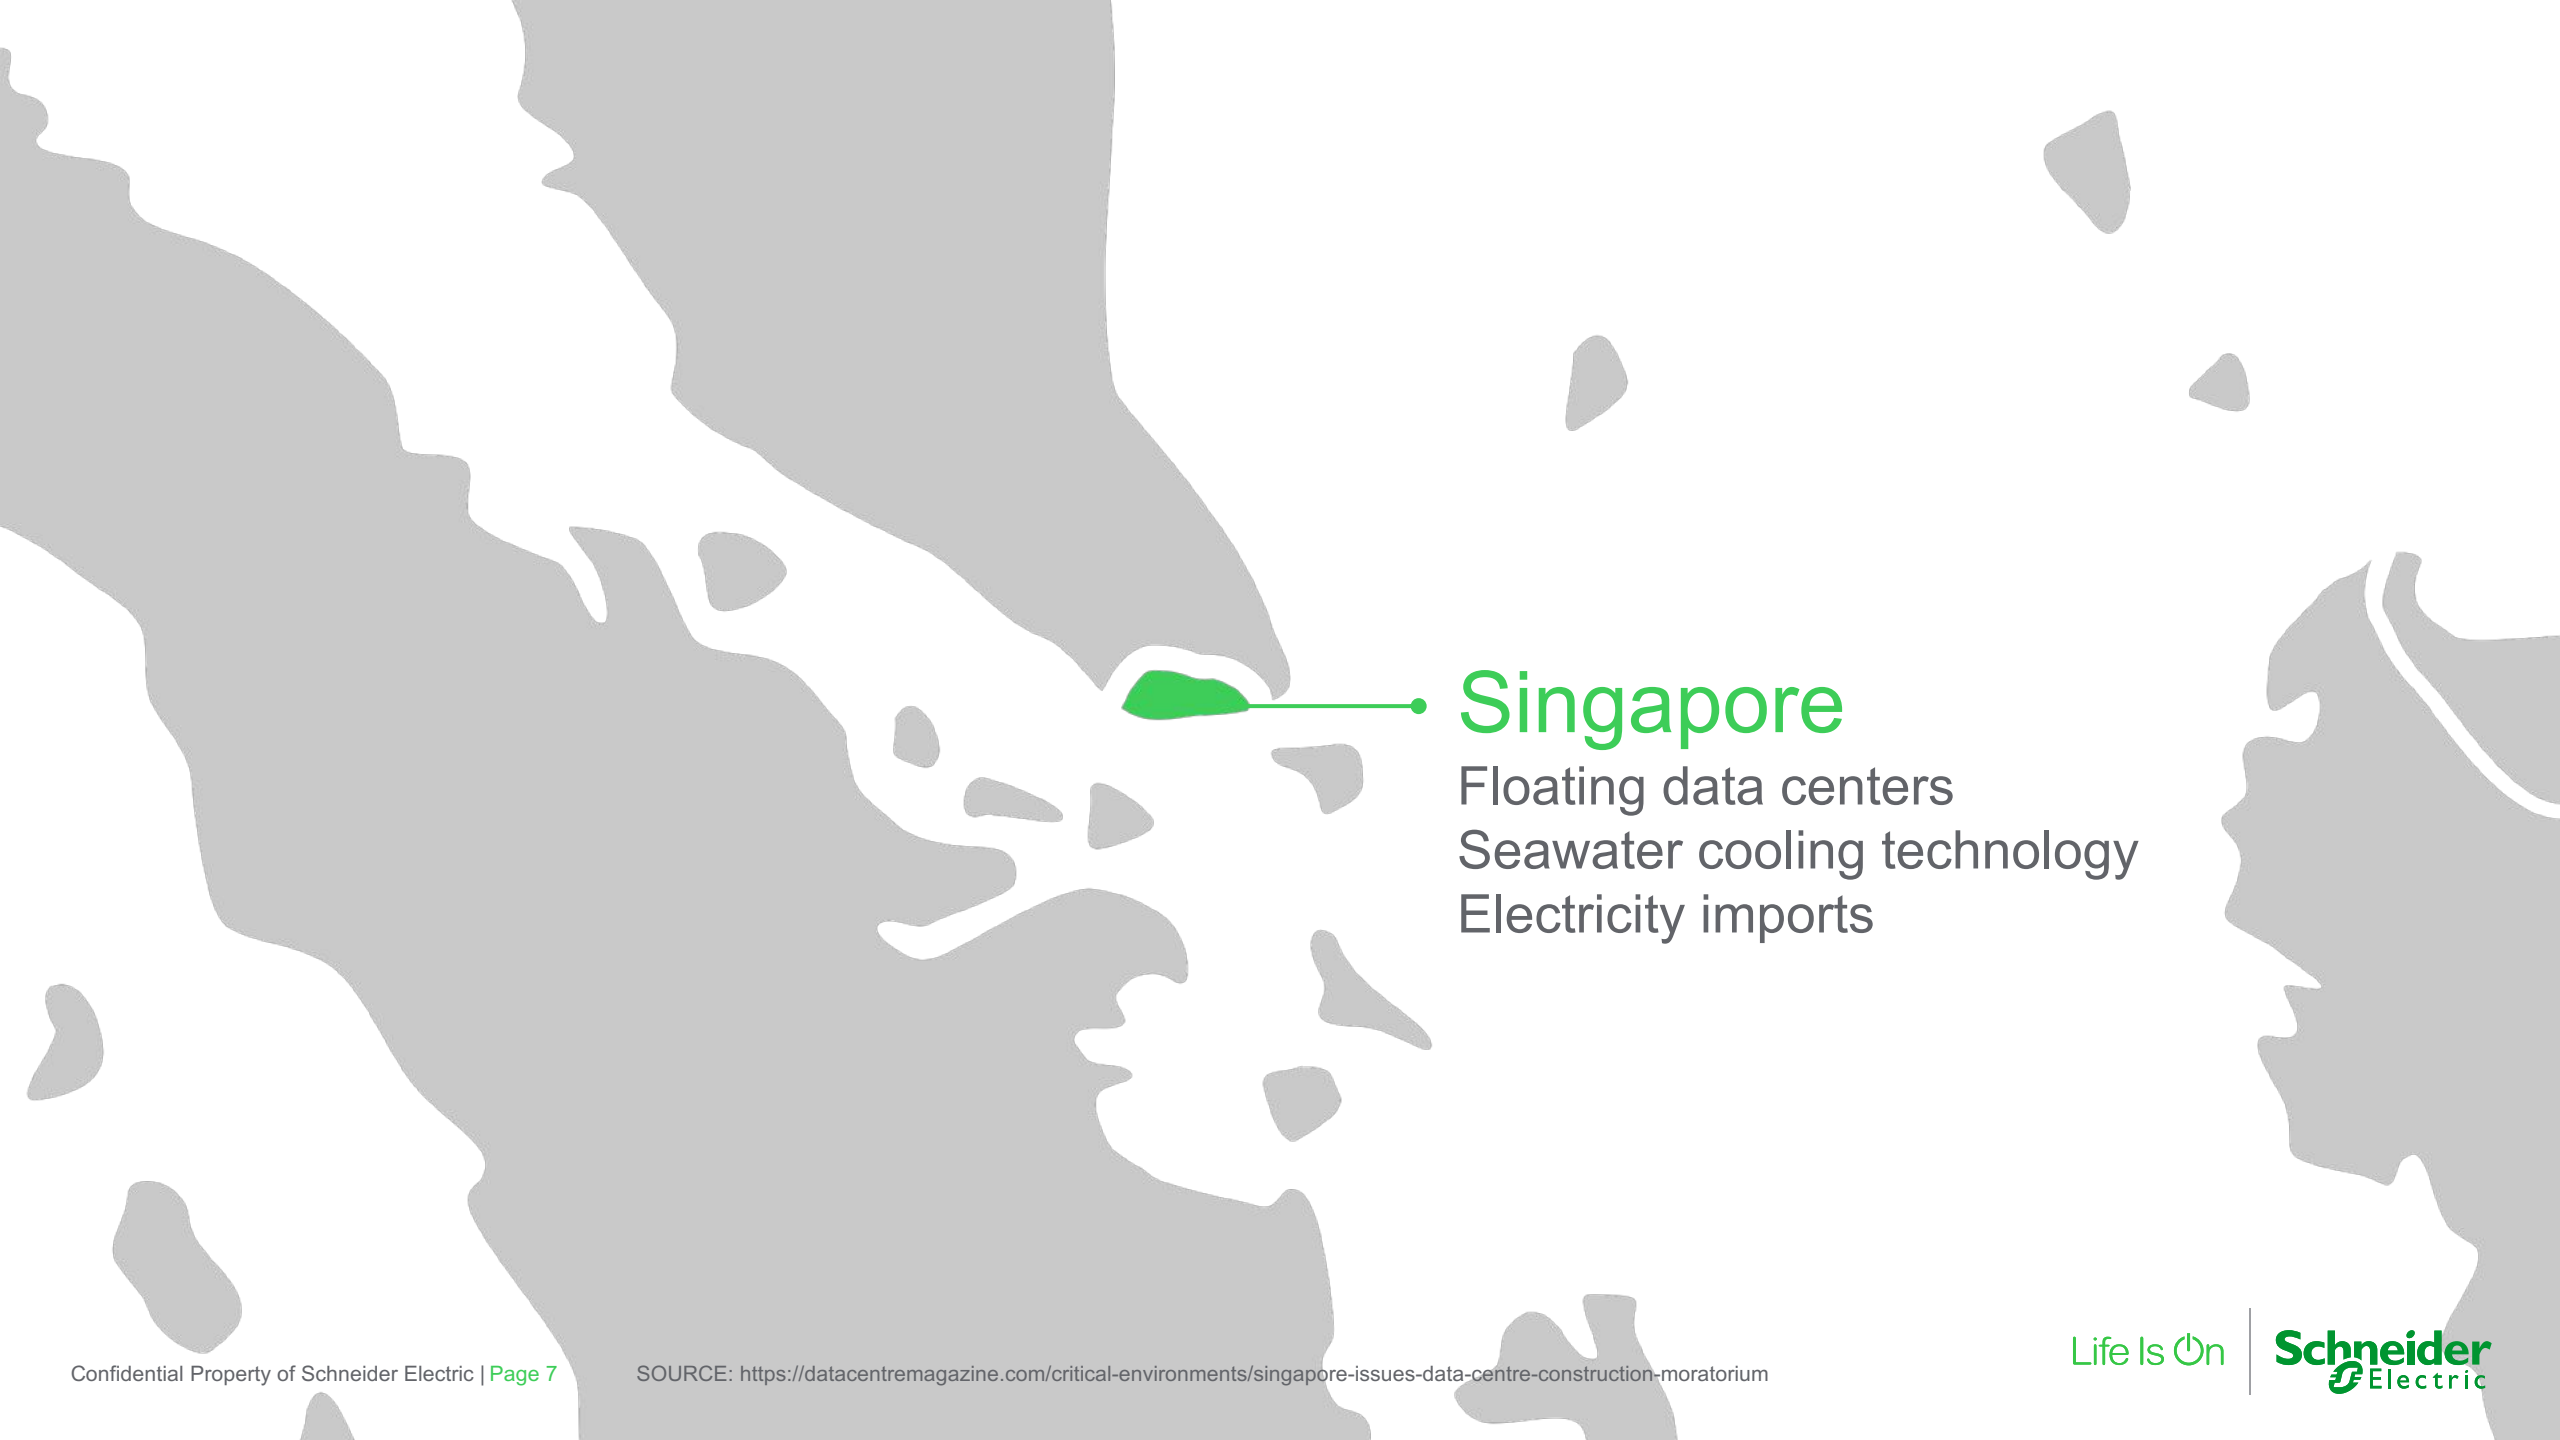 Singapore
Floating data centers
Seawater cooling technology
Electricity imports
Confidential Property of Schneider Electric | Page 7
SOURCE: https://datacentremagazine.com/critical-environments/singapore-issues-data-centre-construction-moratorium
Life Is On
Schneider
Electric